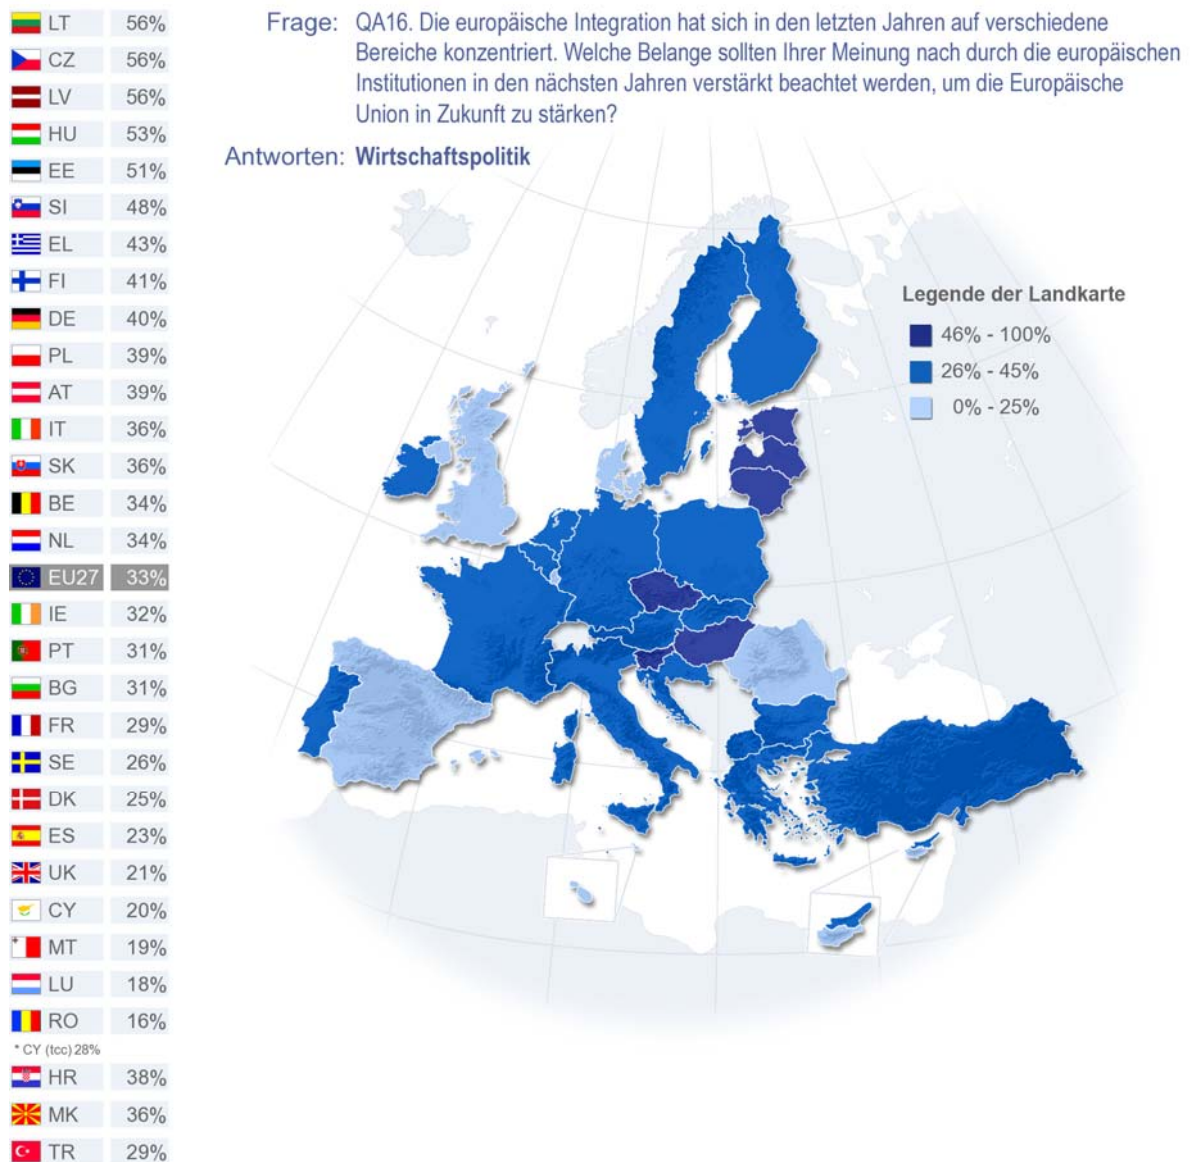 Frage: QA16. Die europäische Integration hat sich in den letzten Jahren auf verschiedene
Bereiche konzentriert. Welche Belange sollten Ihrer Meinung nach durch die europäischen
Institutionen in den nächsten Jahren verstärkt beachtet werden, um die Europäische
Union in Zukunft zu stärken?
Antworten: Wirtschaftspolitik
LT 56%
CZ 56%
LV 56%
HU 53%
EE 51%
SI 48%
EL 43%
FI 41%
DE 40%
PL 39%
AT 39%
IT 36%
SK 36%
BE 34%
NL 34%
EU27 33%
IE 32%
PT 31%
BG 31%
FR 29%
SE 26%
DK 25%
ES 23%
UK 21%
CY 20%
MT 19%
LU 18%
RO 16%
* CY (tcc) 28%
HR 38%
MK 36%
TR 29%
Legende der Landkarte
46% - 100%
26% - 45%
0% - 25%